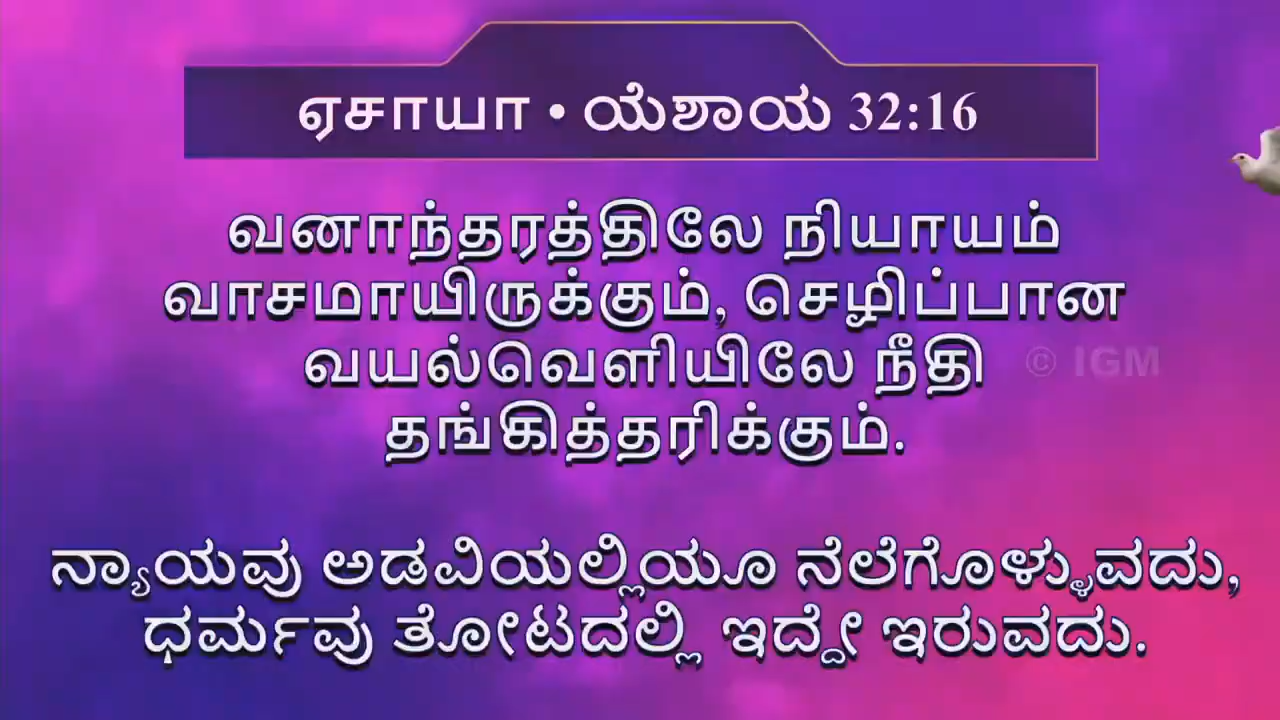 ஏசாயா • ಯೆಶಾಯ 32:16
வனாந்தரத்திலே நியாயம்
வாசமாயிருக்கும், செழிப்பான
வயல்வெளியிலே நீதி
© IGM
தங்கித்தரிக்கும்.
ನ್ಯಾಯವು ಅಡವಿಯಲ್ಲಿಯೂ ನೆಲೆಗೊಳ್ಳುವದು,
ಧರ್ಮವು ತೋಟದಲ್ಲಿ ಇದ್ದೇ ಇರುವದು.